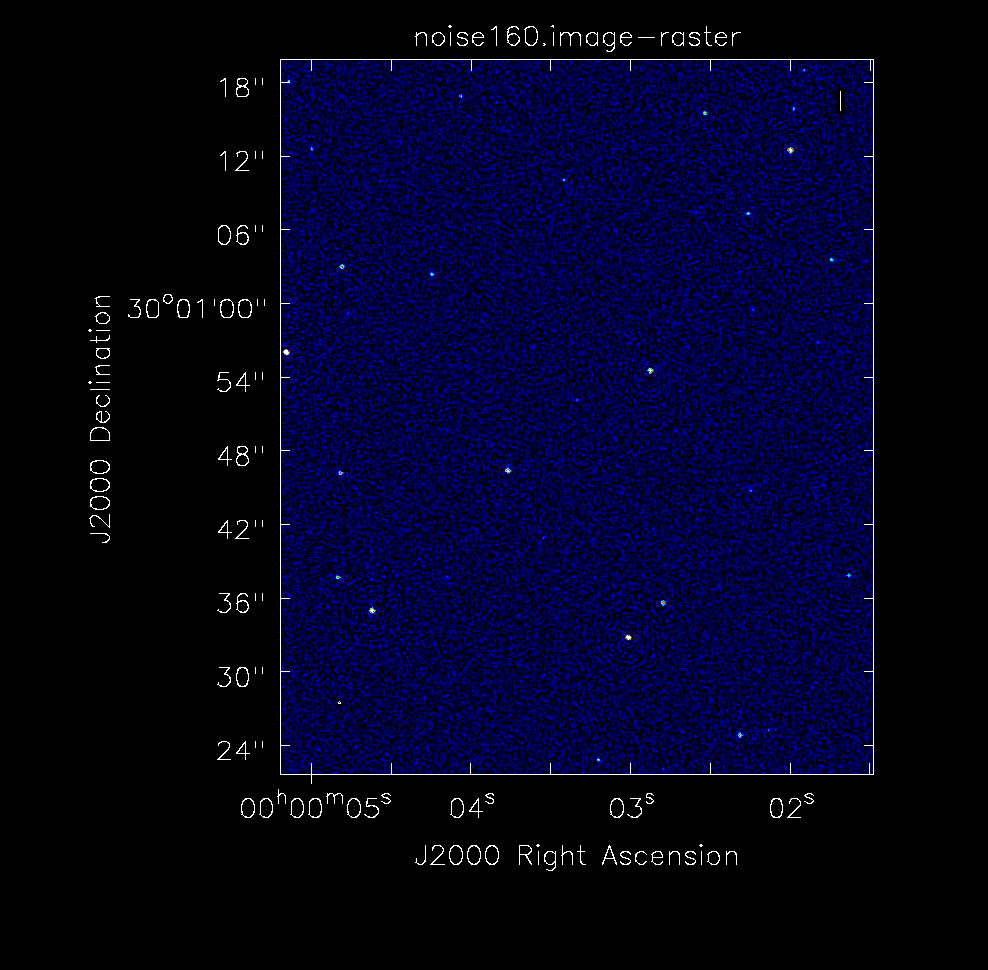 noise160.image-raster
18"
12"
06"
30°01'00"
54"
48"
42"
36"
30"
24"
J2000 Declination
00ʰ00ᵐ05ˢ 04ˢ 03ˢ 02ˢ
J2000 Right Ascension